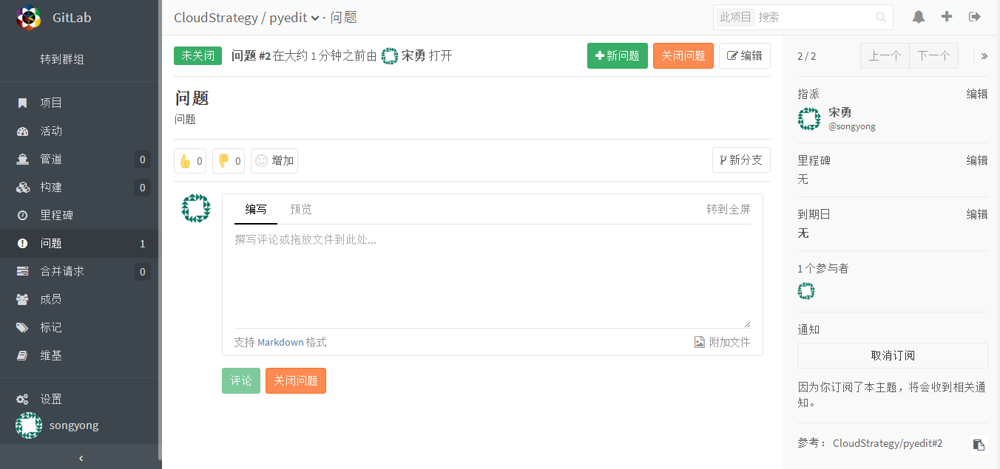 GitLab
转到群组
项目
活动
管道 0
构建 0
里程碑
问题 1
合并请求 0
成员
标记
维基
设置
songyong
CloudStrategy / pyedit · 问题
此项目 搜索
未关闭 问题 #2 在大约 1 分钟之前由 宋勇 打开
新问题 关闭问题 编辑
问题
问题
0 0 增加 新分支
编写 预览 转到全屏
撰写评论或拖放文件到此处...
支持 Markdown 格式 附加文件
评论 关闭问题
2 / 2 上一个 下一个 »
指派 编辑
宋勇
@songyong
里程碑 编辑
无
到期日 编辑
无
1 个参与者
通知
取消订阅
因为你订阅了本主题，将会收到相关通
知。
参考： CloudStrategy/pyedit#2